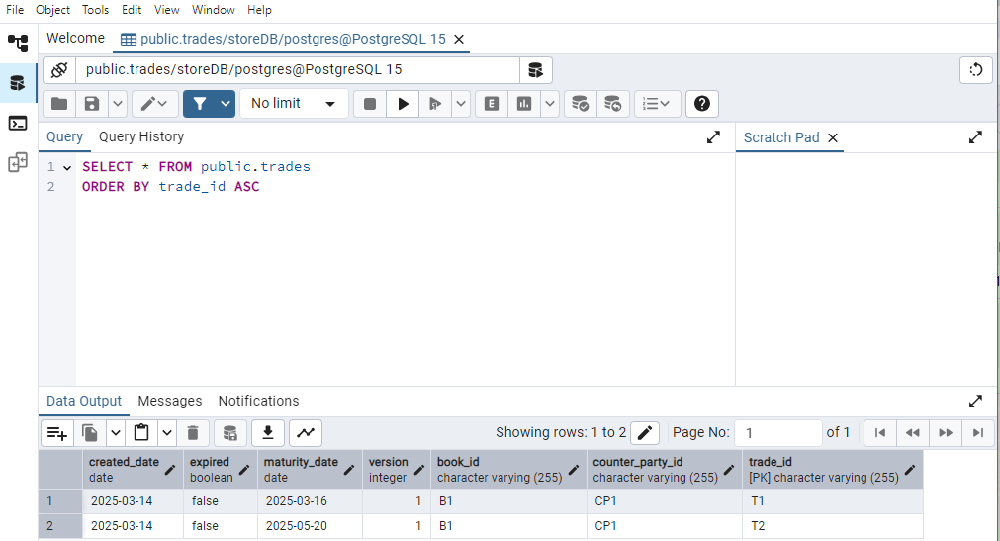 File Object Tools Edit View Window Help
Welcome public.trades/storeDB/postgres@PostgreSQL 15
public.trades/storeDB/postgres@PostgreSQL 15
No limit E
Query Query History Scratch Pad
1 SELECT * FROM public.trades
2 ORDER BY trade_id ASC
Data Output Messages Notifications
Showing rows: 1 to 2 Page No: 1 of 1
created_date expired maturity_date version book_id counter_party_id trade_id
date boolean date integer character varying (255) character varying (255) [PK] character varying (255)
1 2025-03-14 false 2025-03-16 1 B1 CP1 T1
2 2025-03-14 false 2025-05-20 1 B1 CP1 T2